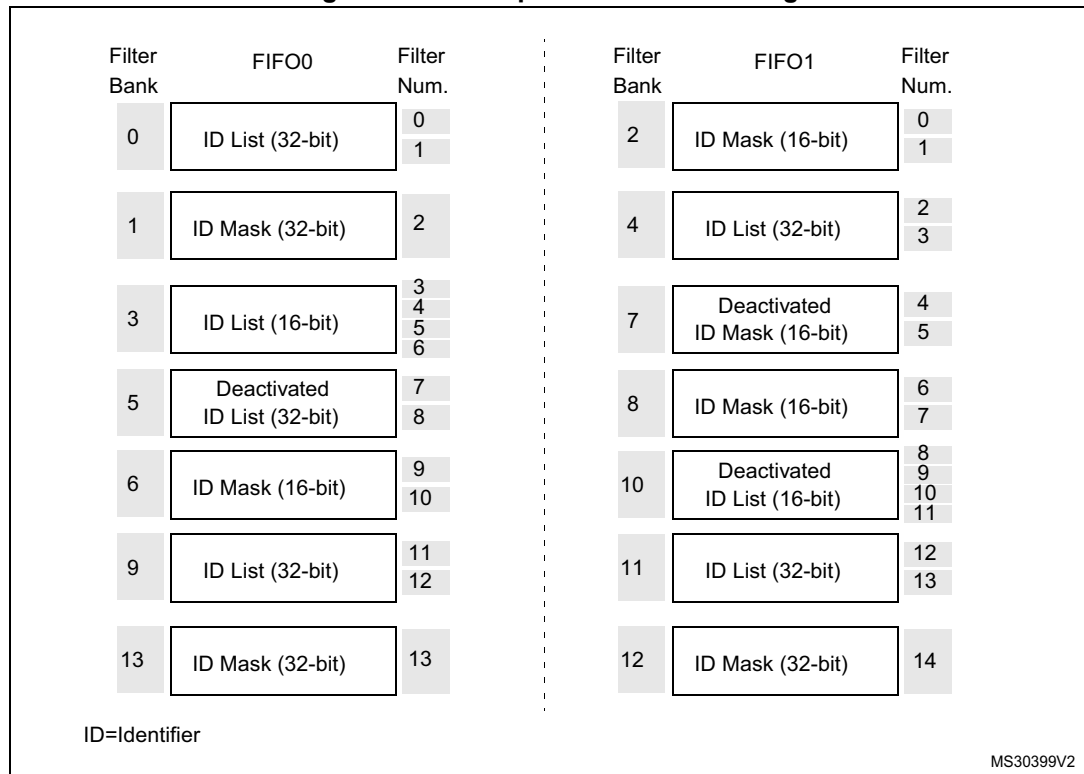 Filter
Bank
FIFO0
Filter
Num.
0
ID List (32-bit)
0
1
1
ID Mask (32-bit)
2
3
ID List (16-bit)
3
4
5
6
5
Deactivated
ID List (32-bit)
7
8
6
ID Mask (16-bit)
9
10
9
ID List (32-bit)
11
12
13
ID Mask (32-bit)
13
Filter
Bank
FIFO1
Filter
Num.
2
ID Mask (16-bit)
0
1
4
ID List (32-bit)
2
3
7
Deactivated
ID Mask (16-bit)
4
5
8
ID Mask (16-bit)
6
7
10
Deactivated
ID List (16-bit)
8
9
10
11
11
ID List (32-bit)
12
13
12
ID Mask (32-bit)
14
ID=Identifier
MS30399V2